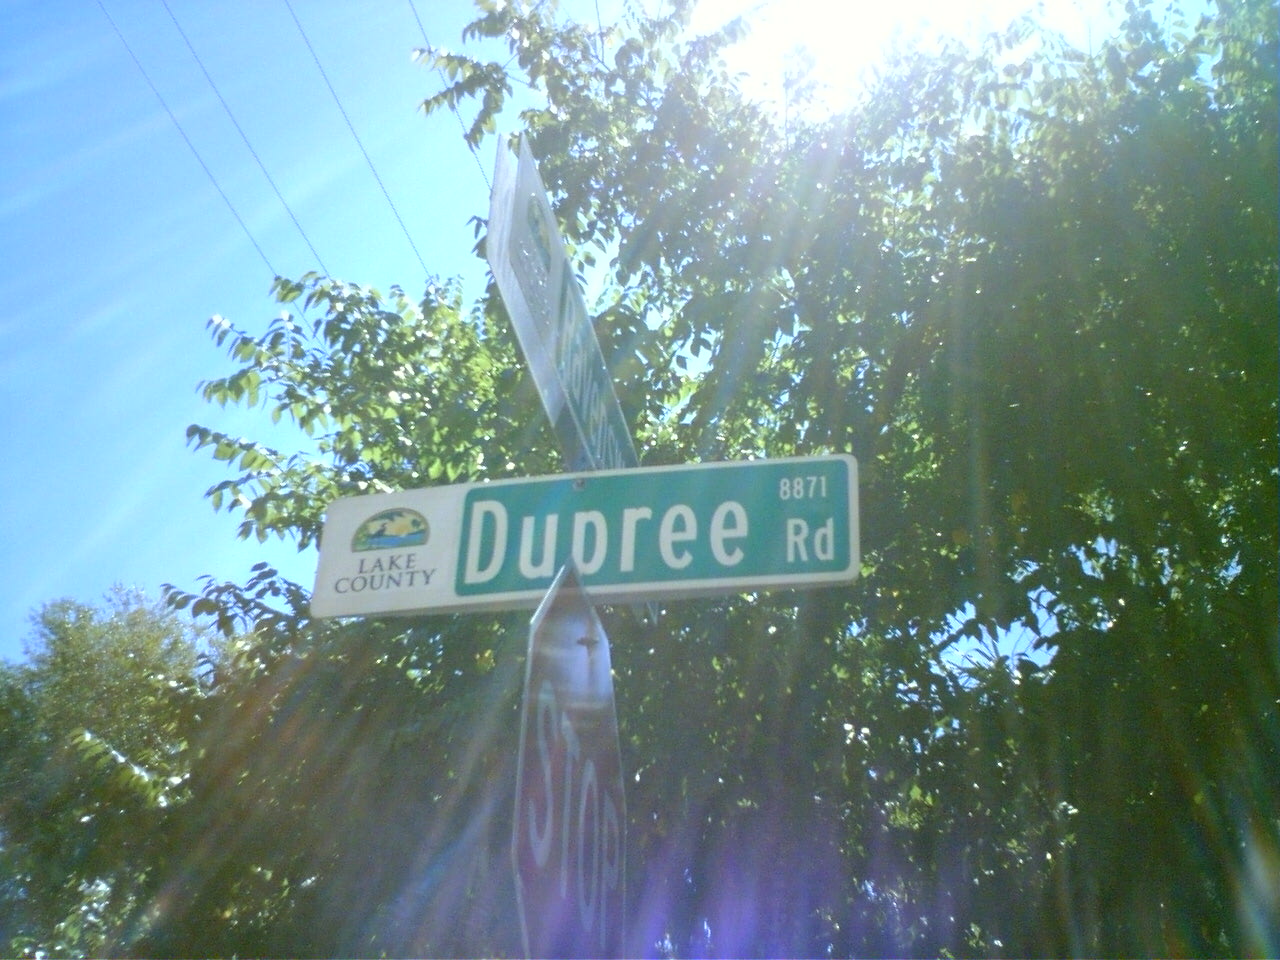 LAKE
COUNTY
Dupree
8871
Rd
STOP